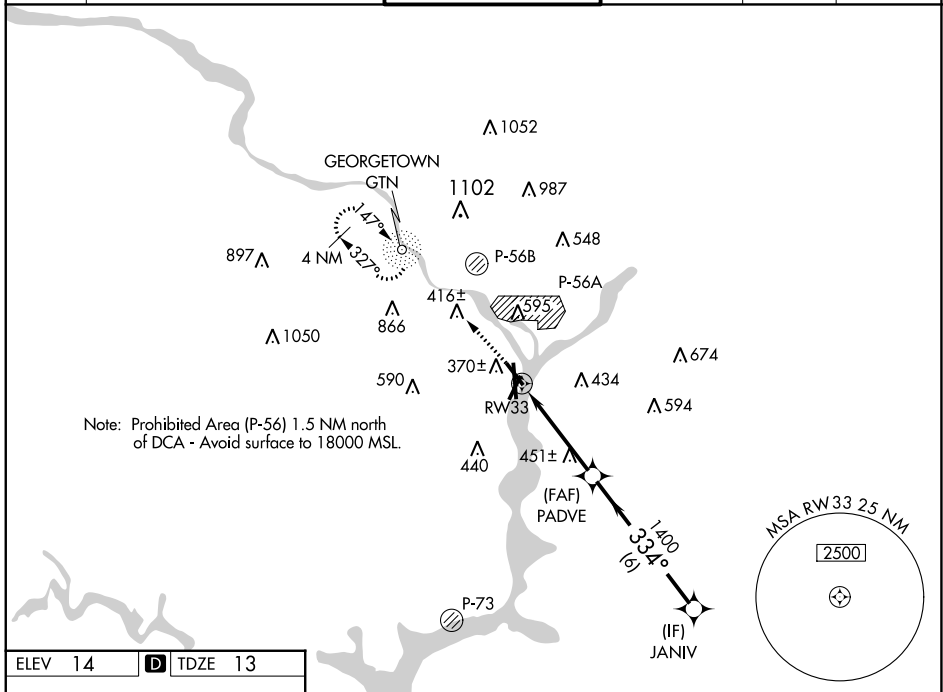 1052
GEORGETOWN
GTN
1102
987
147°
548
897
4 NM
327°
P-56B
P-56A
416±
595
866
1050
370±
674
590
434
RW33
594
Note: Prohibited Area (P-56) 1.5 NM north
of DCA - Avoid surface to 18000 MSL.
440
451±
(FAF)
PADVE
1400
334°
(6)
MSA RW33 25 NM
2500
P-73
(IF)
JANIV
ELEV 14 D TDZE 13